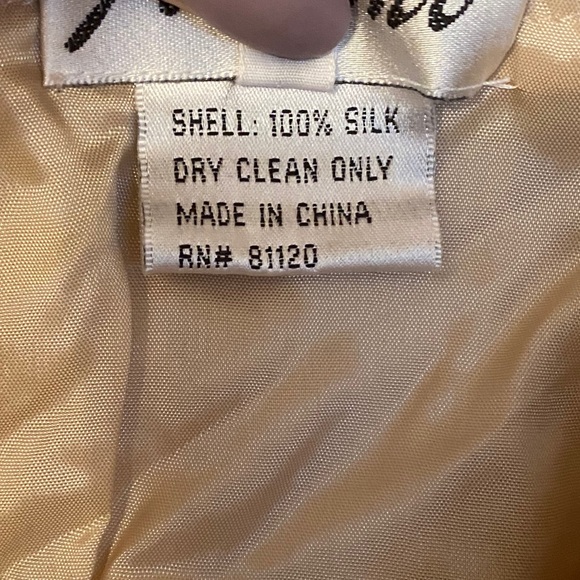 SHELL: 100% SILK
DRY CLEAN ONLY
MADE IN CHINA
RN# 81120